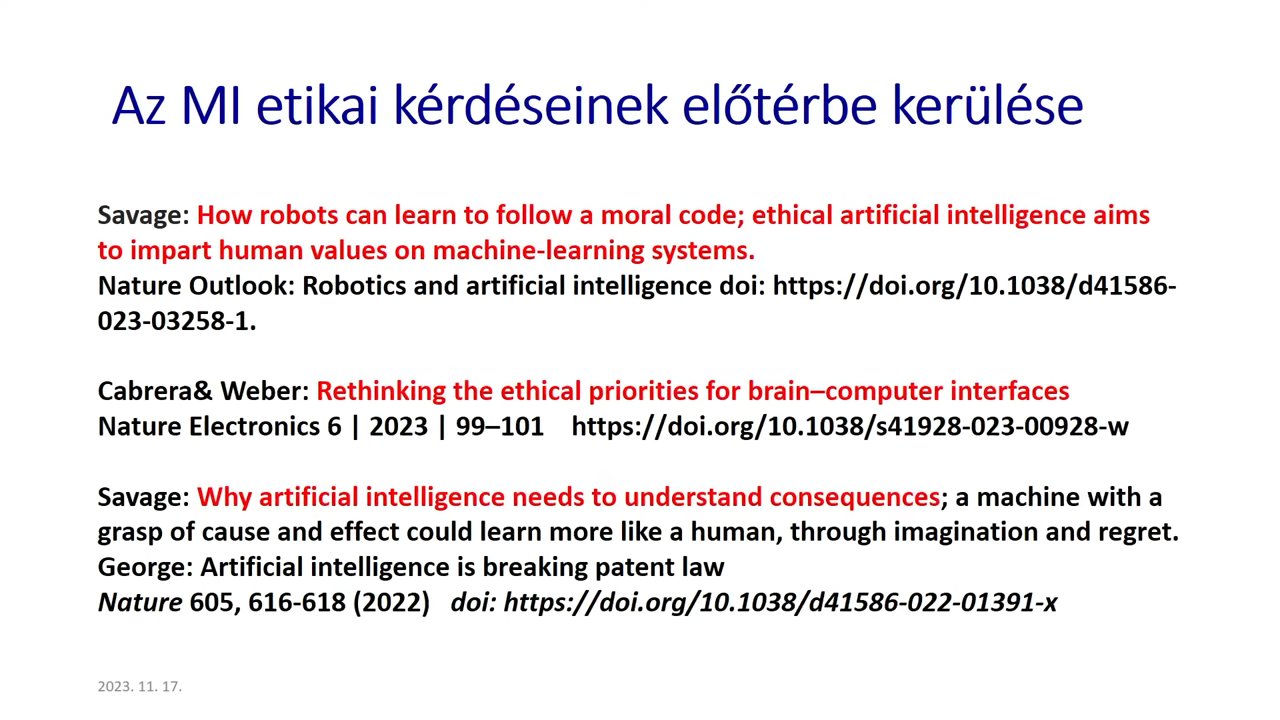 Az MI etikai kérdéseinek előtérbe kerülése
Savage: How robots can learn to follow a moral code; ethical artificial intelligence aims
to impart human values on machine-learning systems.
Nature Outlook: Robotics and artificial intelligence doi: https://doi.org/10.1038/d41586-
023-03258-1.
Cabrera& Weber: Rethinking the ethical priorities for brain–computer interfaces
Nature Electronics 6 | 2023 | 99–101 https://doi.org/10.1038/s41928-023-00928-w
Savage: Why artificial intelligence needs to understand consequences; a machine with a
grasp of cause and effect could learn more like a human, through imagination and regret.
George: Artificial intelligence is breaking patent law
Nature 605, 616-618 (2022) doi: https://doi.org/10.1038/d41586-022-01391-x
2023. 11. 17.